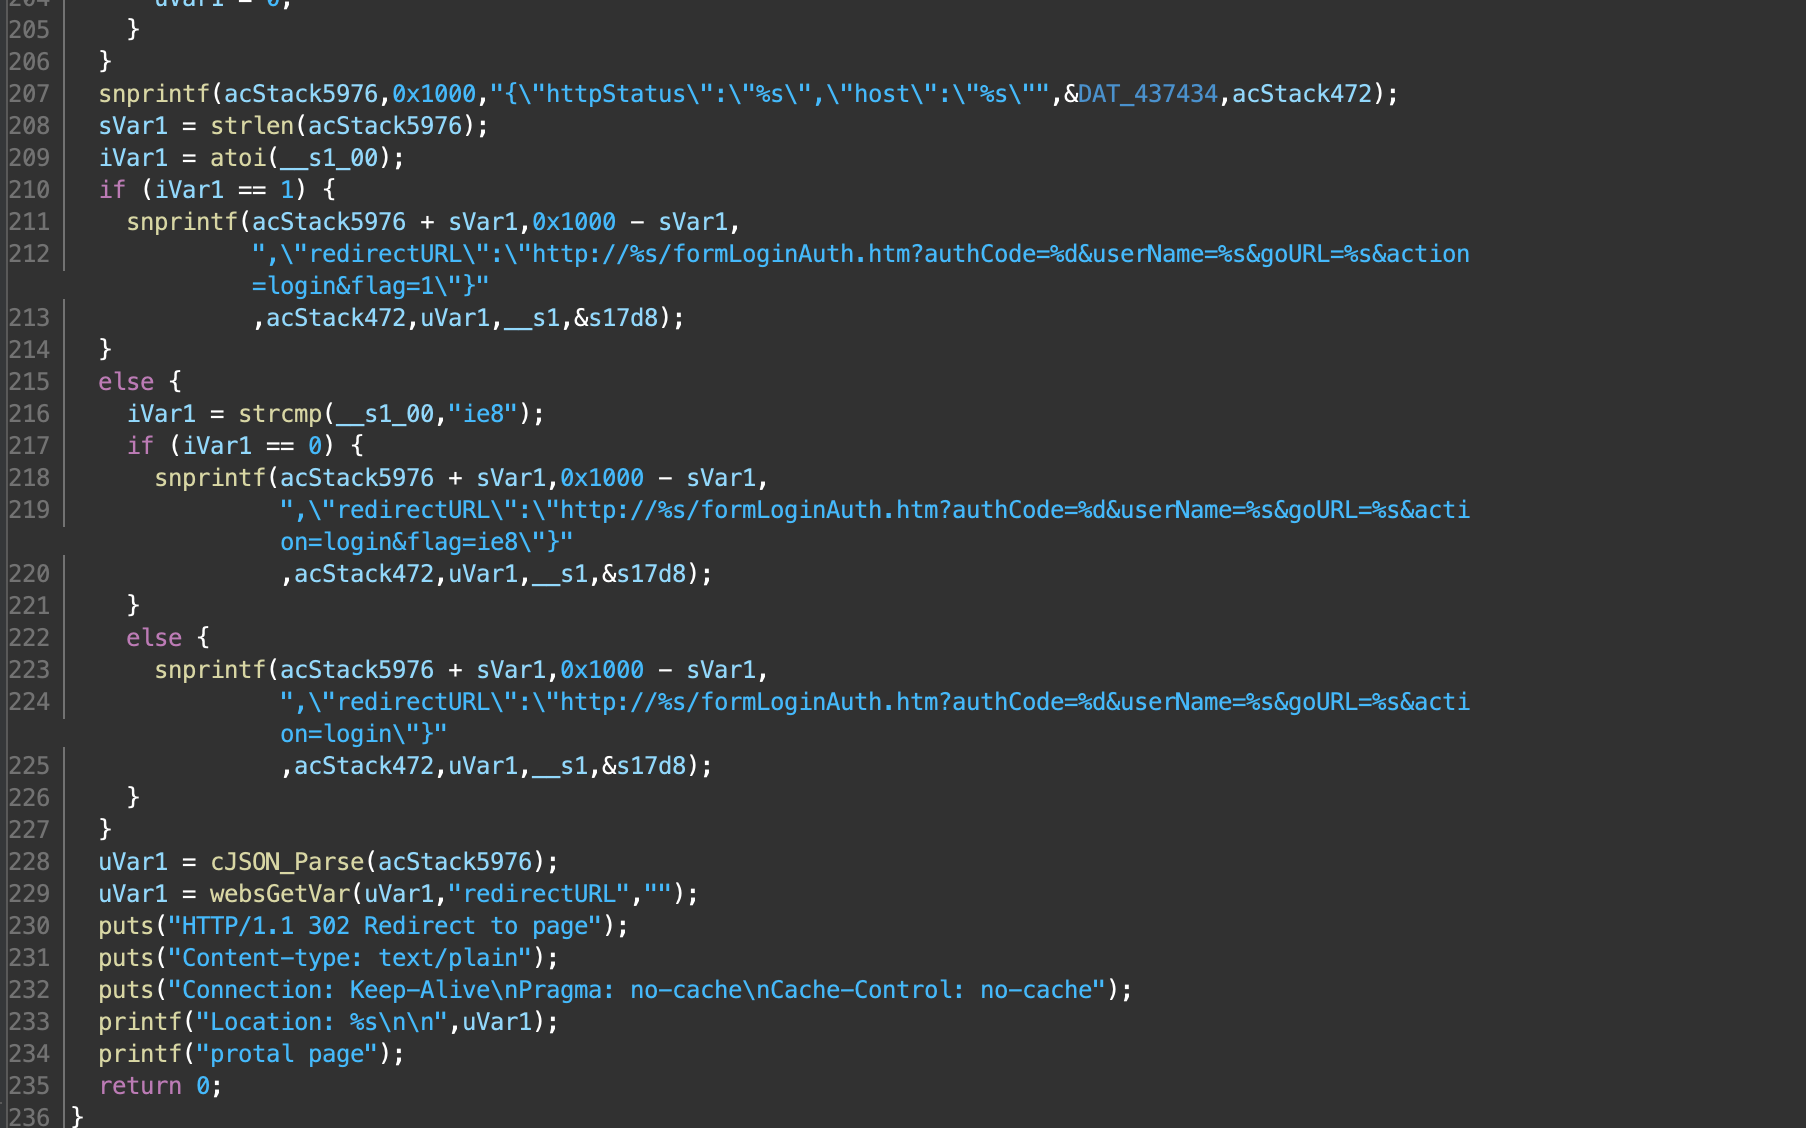 204       uVar1 = 0;
205     }
206   }
207   snprintf(acStack5976,0x1000,"{\"httpStatus\":\"%s\",\"host\":\"%s\"",&DAT_437434,acStack472);
208   sVar1 = strlen(acStack5976);
209   iVar1 = atoi(__s1_00);
210   if (iVar1 == 1) {
211     snprintf(acStack5976 + sVar1,0x1000 - sVar1,
212              ",\"redirectURL\":\"http://%s/formLoginAuth.htm?authCode=%d&userName=%s&goURL=%s&action
             =login&flag=1\"}"
213              ,acStack472,uVar1,__s1,&s17d8);
214   }
215   else {
216     iVar1 = strcmp(__s1_00,"ie8");
217     if (iVar1 == 0) {
218       snprintf(acStack5976 + sVar1,0x1000 - sVar1,
219                ",\"redirectURL\":\"http://%s/formLoginAuth.htm?authCode=%d&userName=%s&goURL=%s&acti
               on=login&flag=ie8\"}"
220                ,acStack472,uVar1,__s1,&s17d8);
221     }
222     else {
223       snprintf(acStack5976 + sVar1,0x1000 - sVar1,
224                ",\"redirectURL\":\"http://%s/formLoginAuth.htm?authCode=%d&userName=%s&goURL=%s&acti
               on=login\"}"
225                ,acStack472,uVar1,__s1,&s17d8);
226     }
227   }
228   uVar1 = cJSON_Parse(acStack5976);
229   uVar1 = websGetVar(uVar1,"redirectURL","");
230   puts("HTTP/1.1 302 Redirect to page");
231   puts("Content-type: text/plain");
232   puts("Connection: Keep-Alive\nPragma: no-cache\nCache-Control: no-cache");
233   printf("Location: %s\n\n",uVar1);
234   printf("protal page");
235   return 0;
236 }